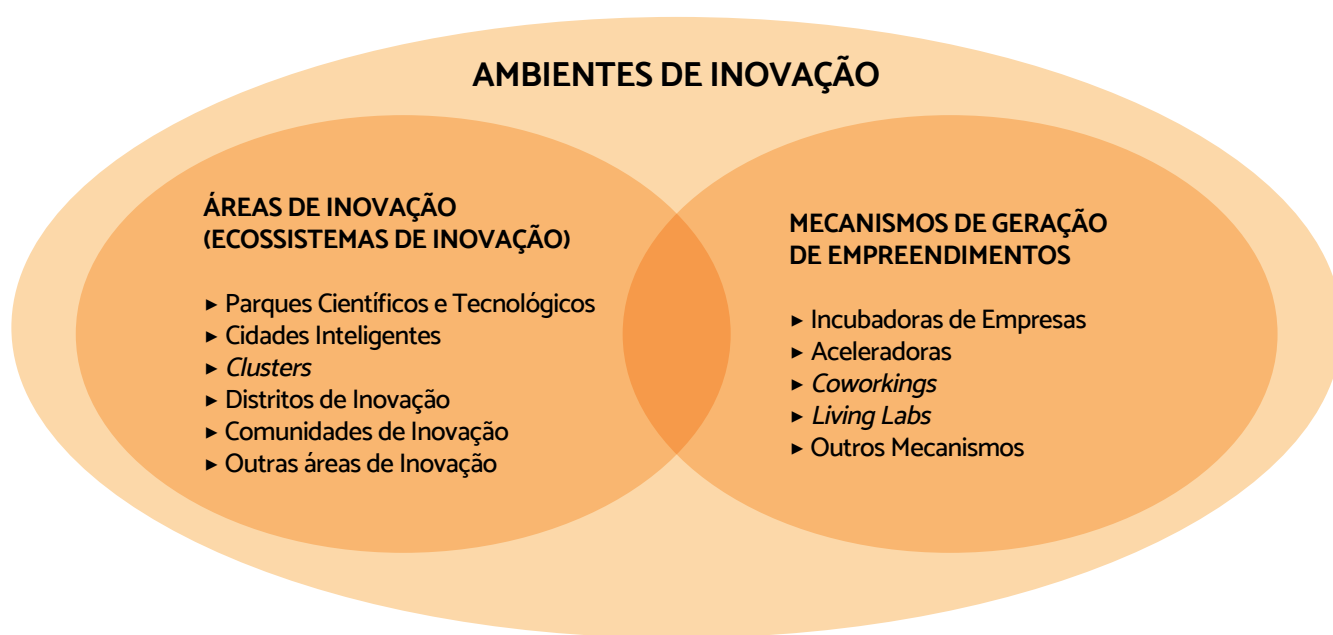 AMBIENTES DE INOVAÇÃO
ÁREAS DE INOVAÇÃO
(ECOSSISTEMAS DE INOVAÇÃO)
► Parques Científicos e Tecnológicos
► Cidades Inteligentes
► Clusters
► Distritos de Inovação
► Comunidades de Inovação
► Outras áreas de Inovação
MECANISMOS DE GERAÇÃO
DE EMPREENDIMENTOS
► Incubadoras de Empresas
► Aceleradoras
► Coworkings
► Living Labs
► Outros Mecanismos